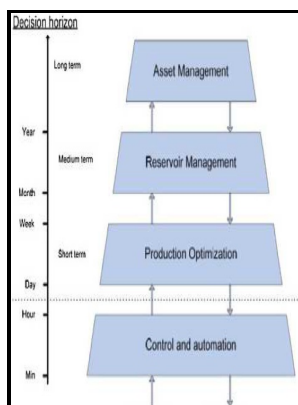 Decision horizon
Long term
Asset Management
Year
Medium term
Reservoir Management
Month
Week
Short term
Production Optimization
Day
Hour
Control and automation
Min